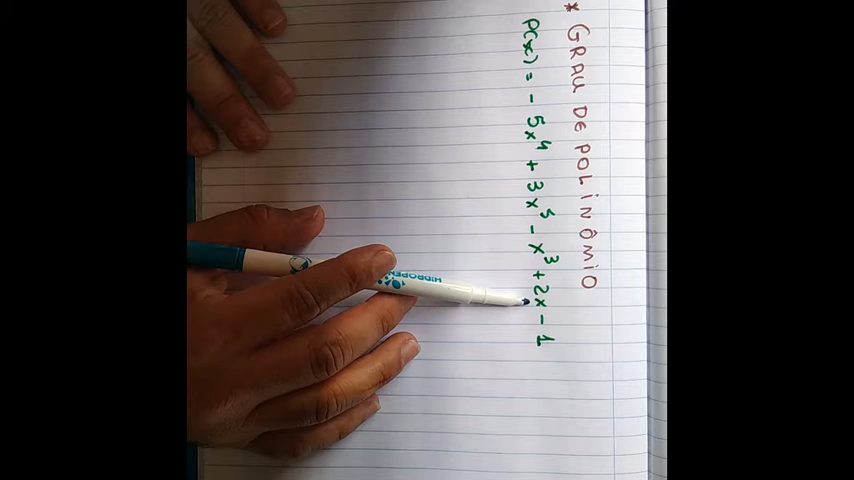 * GRAU DE POLINÔMIO
P(x) = - 5x⁴ + 3x⁵ - x³ + 2x - 1
HIDROPEN